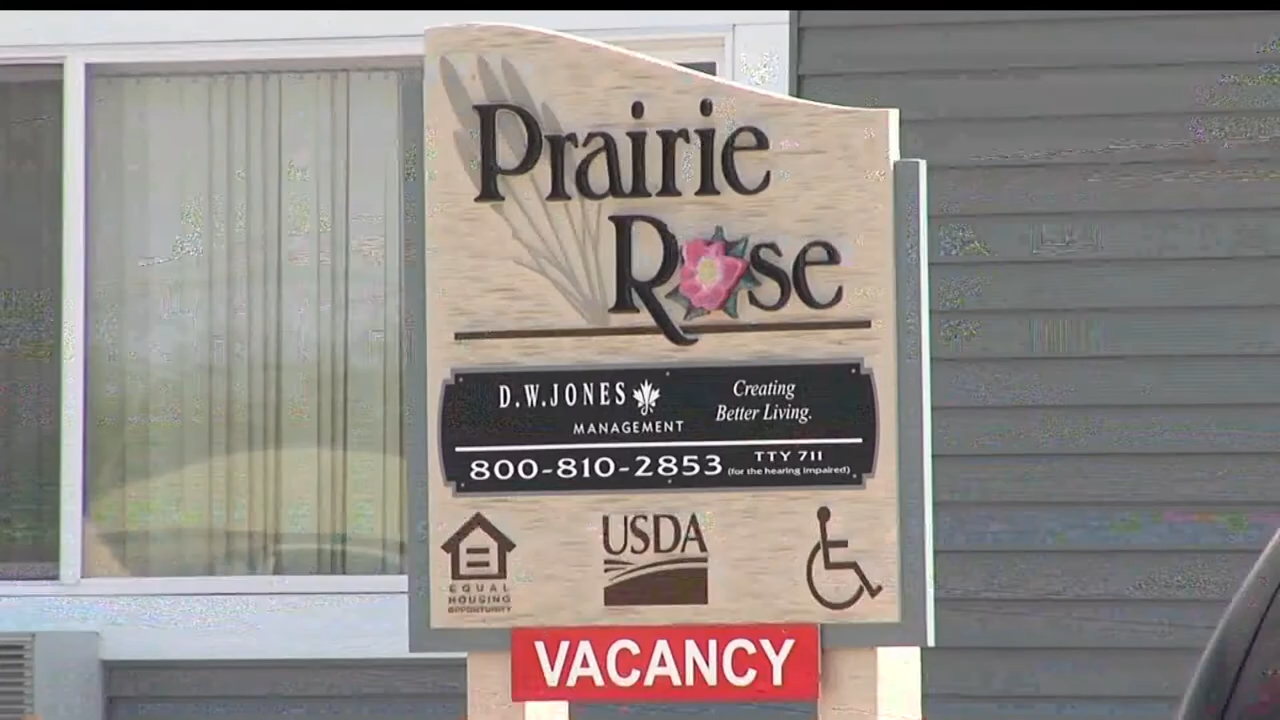 Prairie
Rose
D.W.JONES
MANAGEMENT
Creating
Better Living.
800-810-2853
TTY 711
(for the hearing impaired)
EQUAL
HOUSING
OPPORTUNITY
USDA
VACANCY